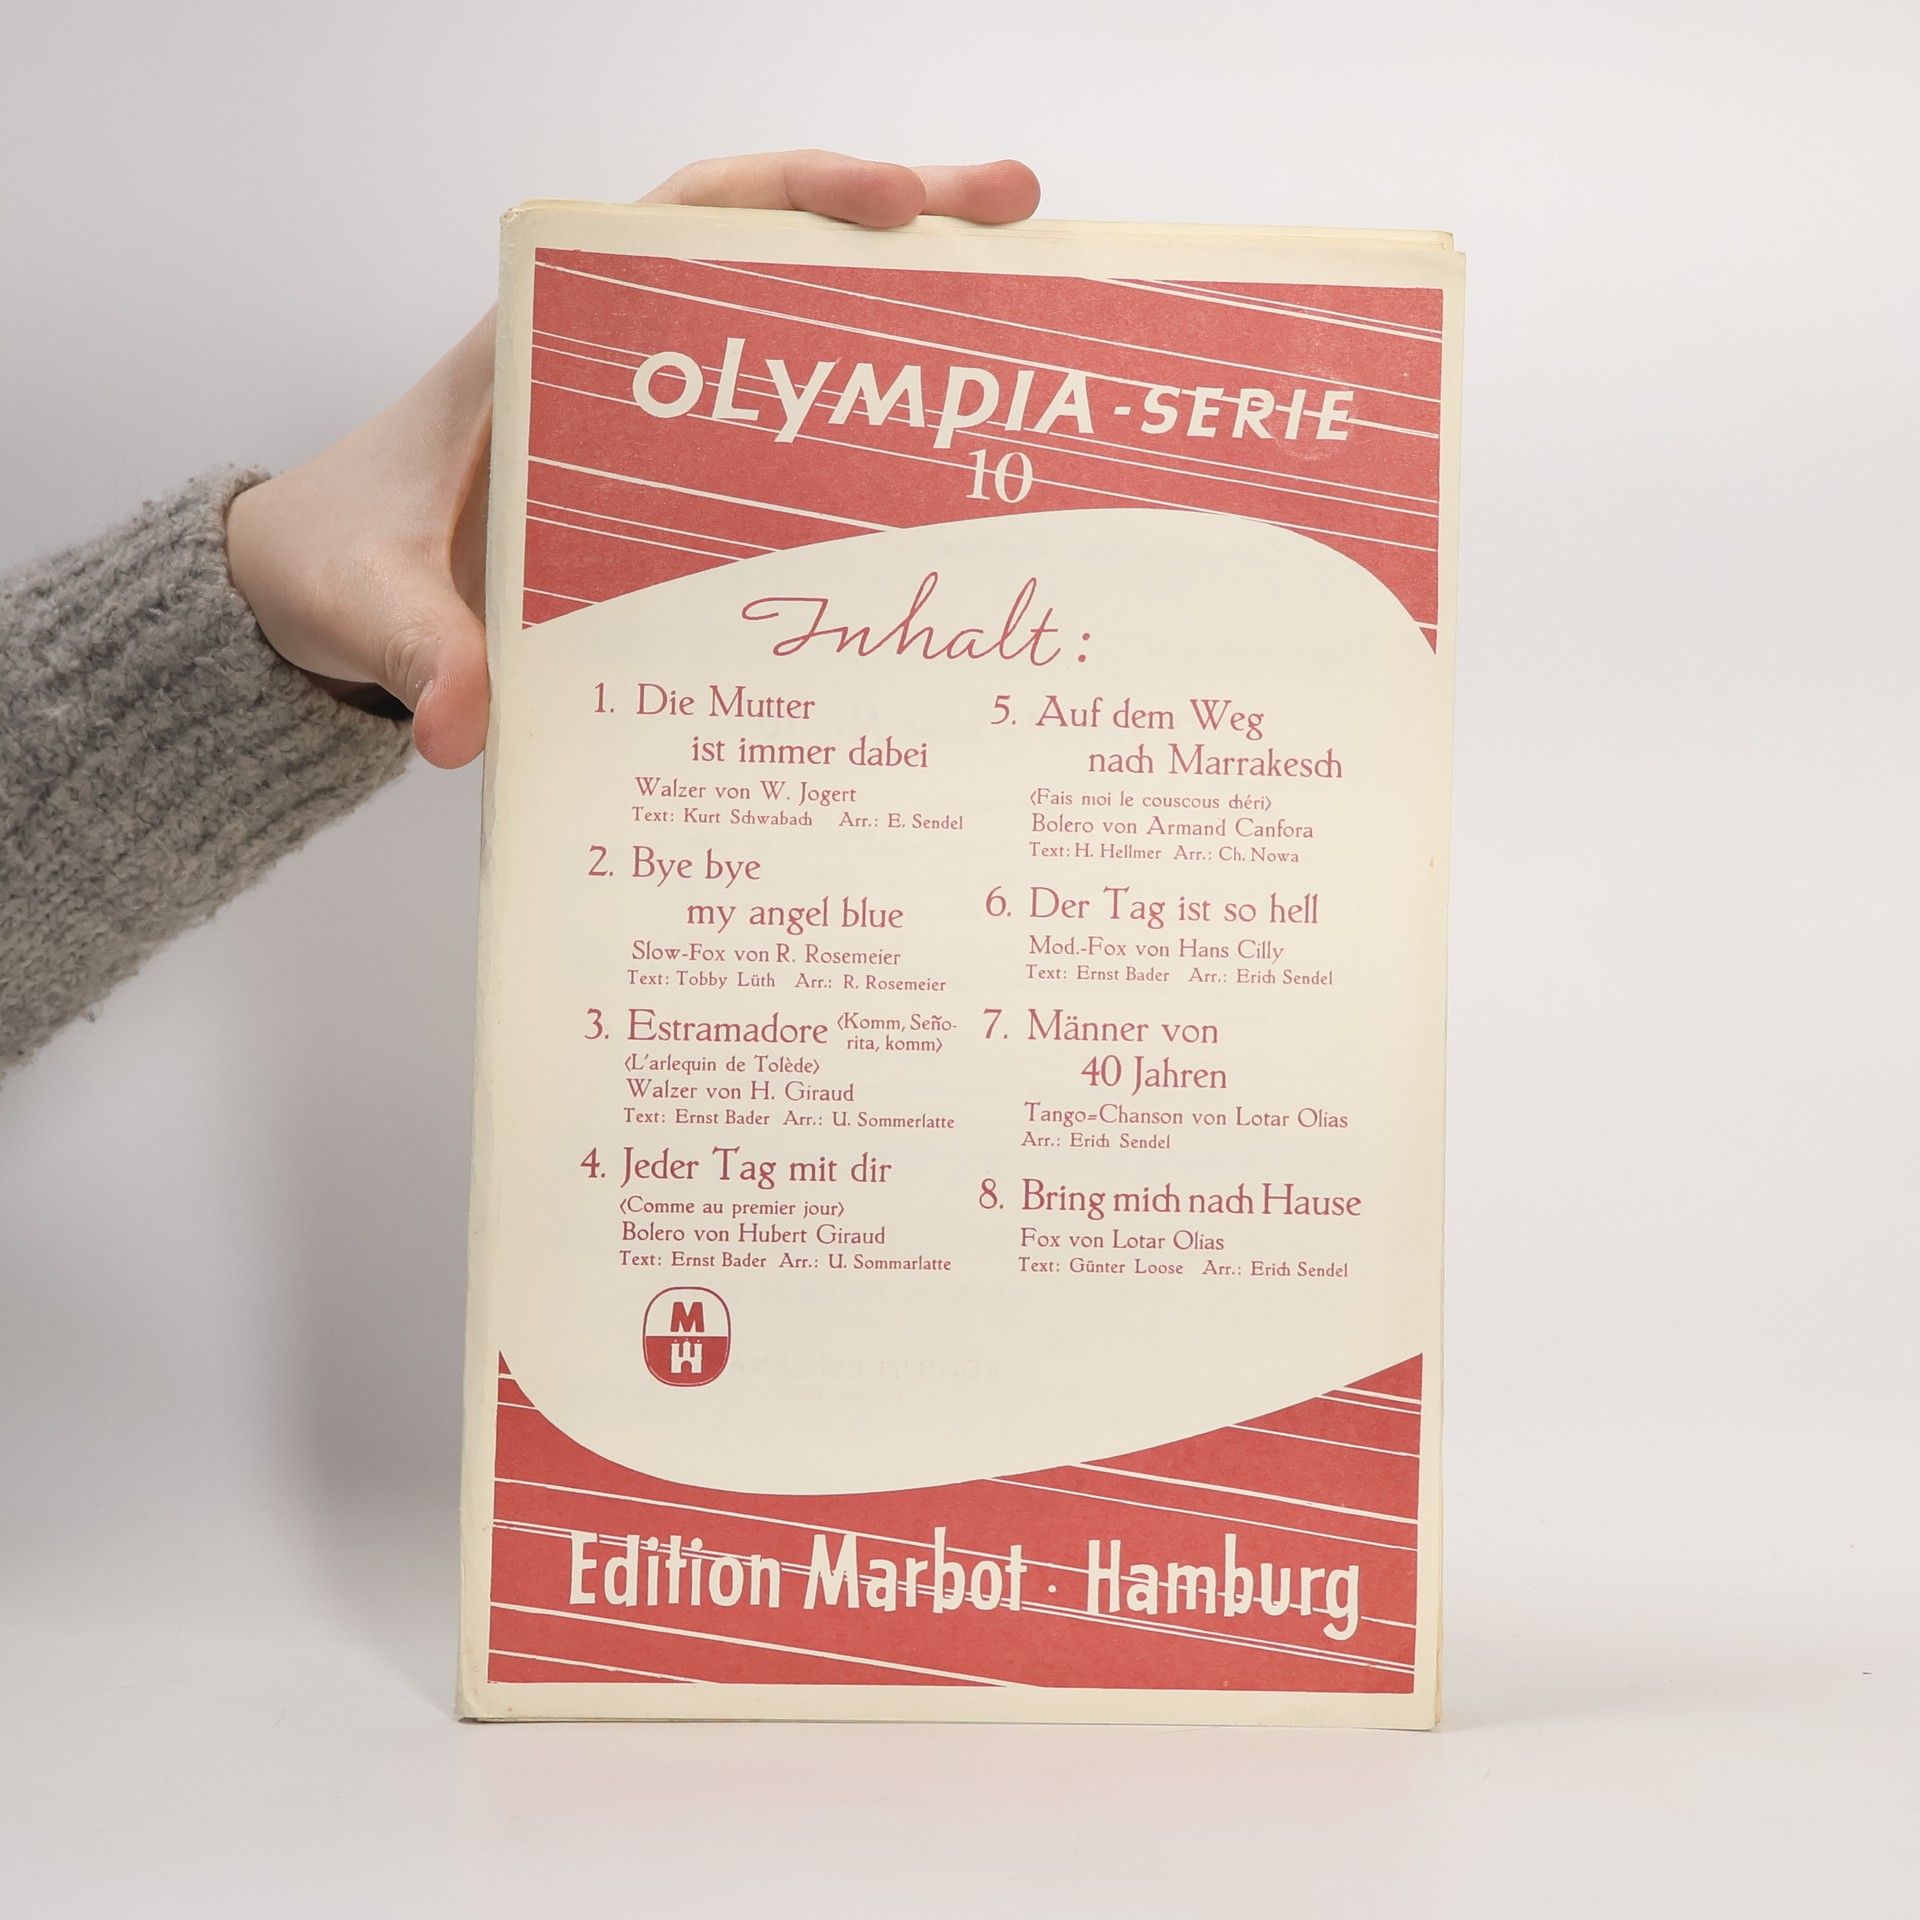 OLYMPIA-SERIE
10
Inhalt:
1. Die Mutter
ist immer dabei
Walzer von W. Jogert
Text: Kurt Schwabach Arr.: E. Sendel
2. Bye bye
my angel blue
Slow-Fox von R. Rosemeier
Text: Tobby Lüth Arr.: R. Rosemeier
3. Estramadore ‹Komm, Seño-
rita, komm›
‹L'arlequin de Tolède›
Walzer von H. Giraud
Text: Ernst Bader Arr.: U. Sommerlatte
4. Jeder Tag mit dir
‹Comme au premier jour›
Bolero von Hubert Giraud
Text: Ernst Bader Arr.: U. Sommarlatte
5. Auf dem Weg
nach Marrakesch
‹Fais moi le couscous chéri›
Bolero von Armand Canfora
Text: H. Hellmer Arr.: Ch. Nowa
6. Der Tag ist so hell
Mod.-Fox von Hans Cilly
Text: Ernst Bader Arr.: Erich Sendel
7. Männer von
40 Jahren
Tango=Chanson von Lotar Olias
Arr.: Erich Sendel
8. Bring mich nach Hause
Fox von Lotar Olias
Text: Günter Loose Arr.: Erich Sendel
M
Edition Marbot · Hamburg